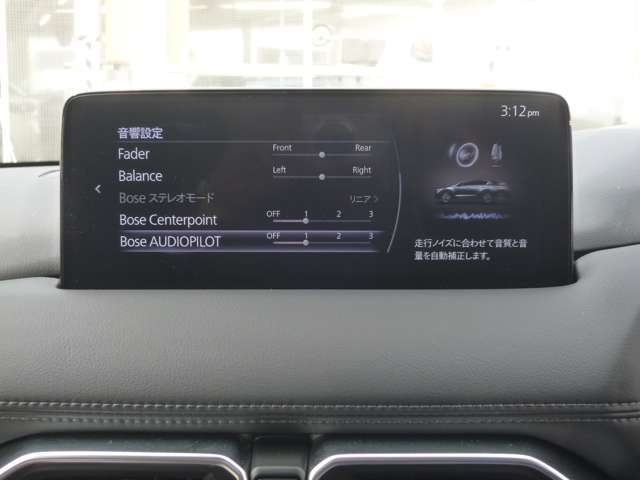 3:12pm
音響設定
Fader Front Rear
Balance Left Right
Bose ステレオモード リニア
Bose Centerpoint OFF 1 2 3
Bose AUDIOPILOT OFF 1 2 3
走行ノイズに合わせて音質と音
量を自動補正します。